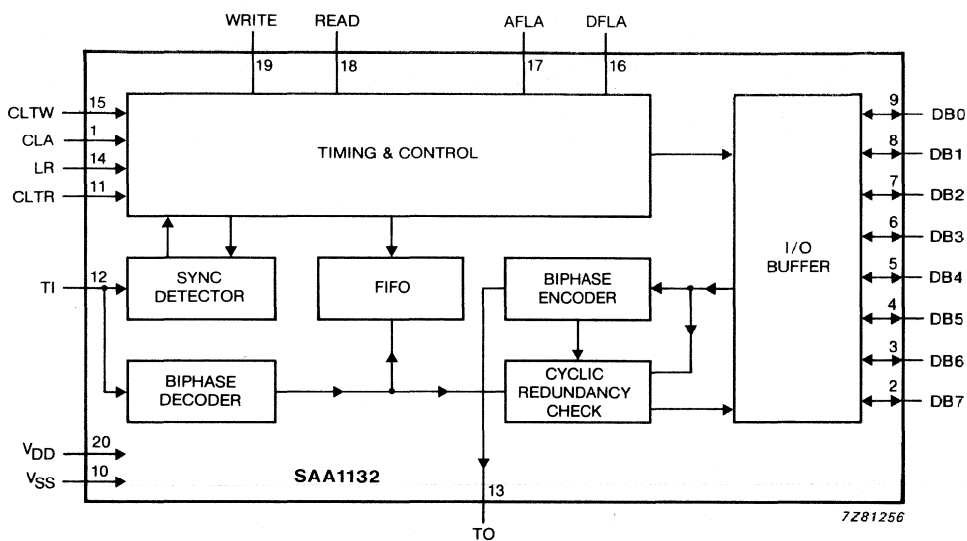 WRITE READ AFLA DFLA
19 18 17 16
CLTW 15
CLA 1
LR 14
CLTR 11
TIMING & CONTROL
TI 12
SYNC
DETECTOR
FIFO
BIPHASE
ENCODER
BIPHASE
DECODER
CYCLIC
REDUNDANCY
CHECK
I/O
BUFFER
9 DB0
8 DB1
7 DB2
6 DB3
5 DB4
4 DB5
3 DB6
2 DB7
VDD 20
VSS 10
SAA1132
13
TO
7Z81256